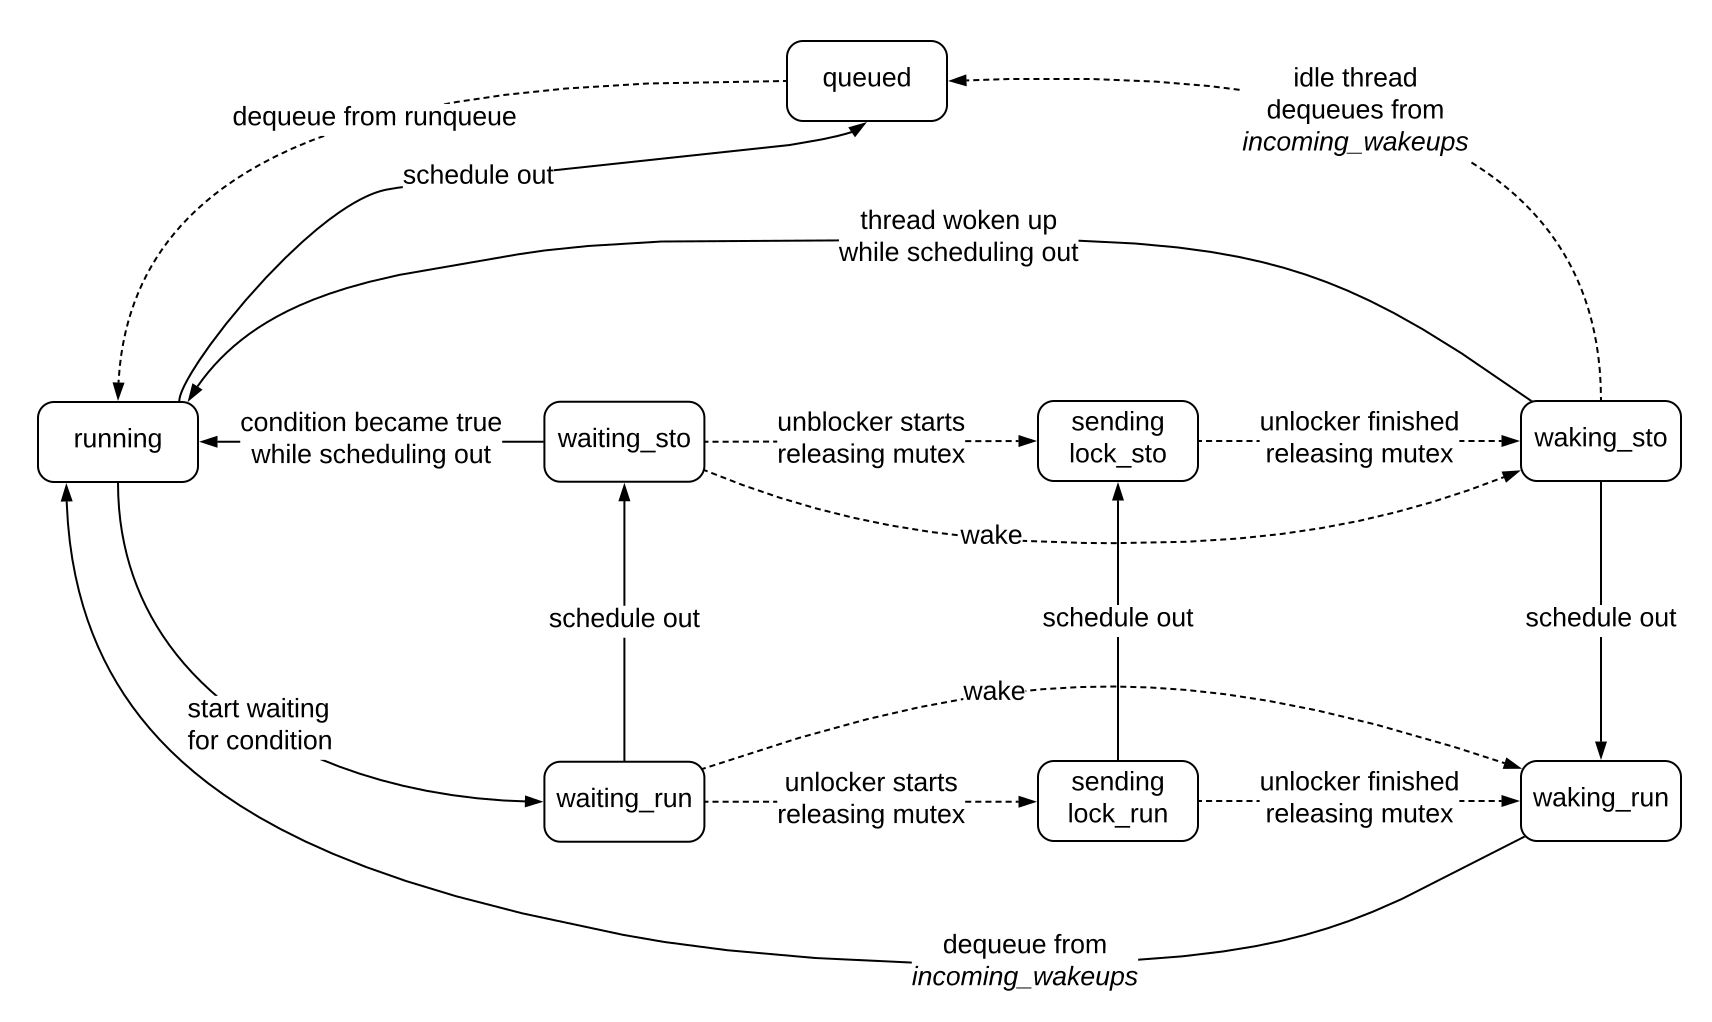 queued
idle thread
dequeues from
incoming_wakeups
dequeue from runqueue
schedule out
thread woken up
while scheduling out
running
condition became true
while scheduling out
waiting_sto
unblocker starts
releasing mutex
sending
lock_sto
unlocker finished
releasing mutex
waking_sto
wake
schedule out
schedule out
schedule out
wake
start waiting
for condition
waiting_run
unlocker starts
releasing mutex
sending
lock_run
unlocker finished
releasing mutex
waking_run
dequeue from
incoming_wakeups